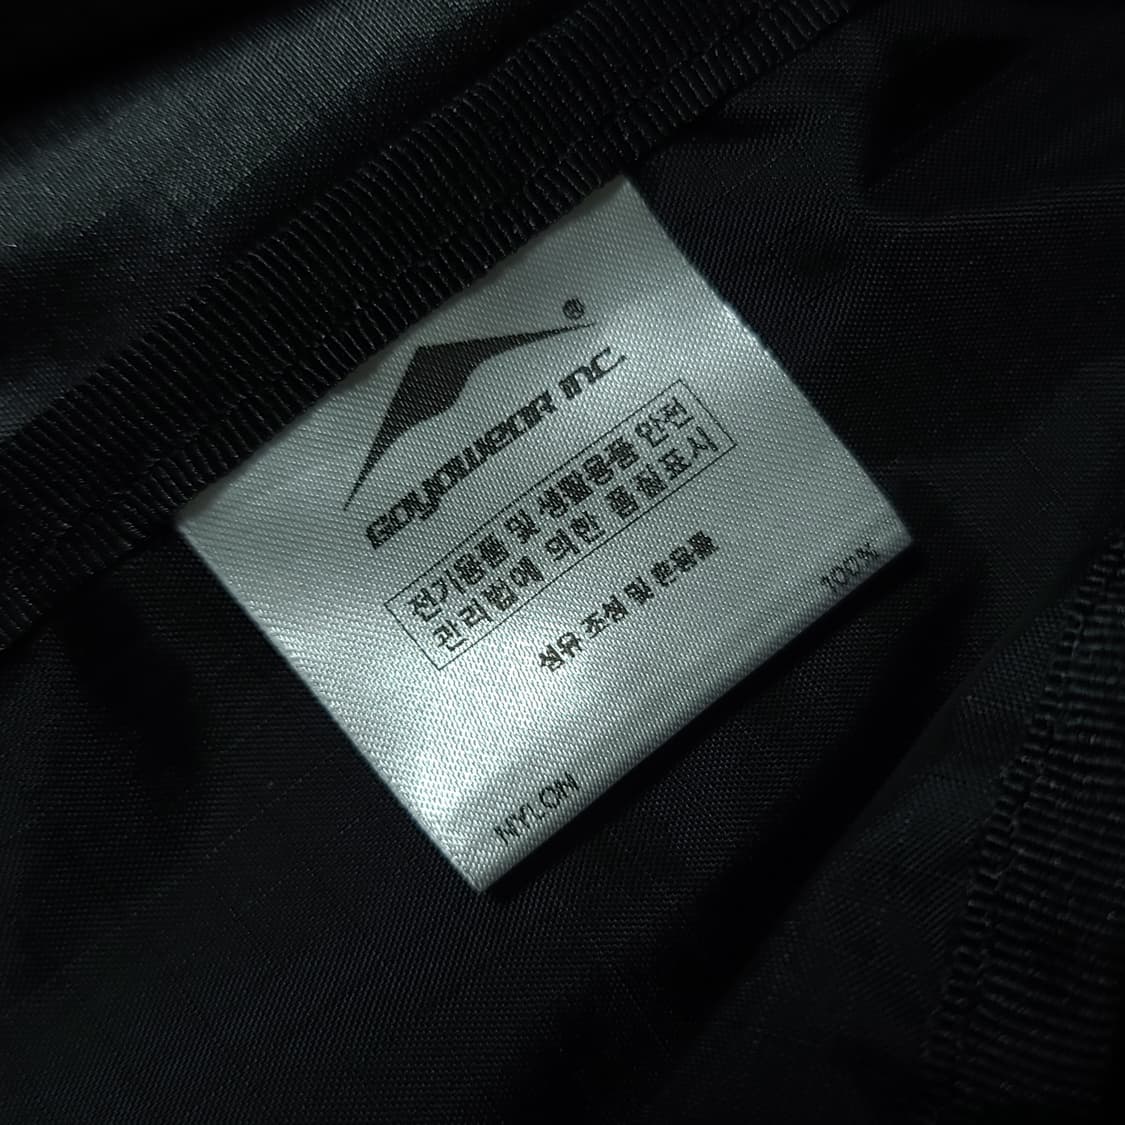 ®
GOYOWEAR INC.
전기용품 및 생활용품 안전
관리법에 의한 품질표시
섬유 조성 및 혼용률
NYLON 100%